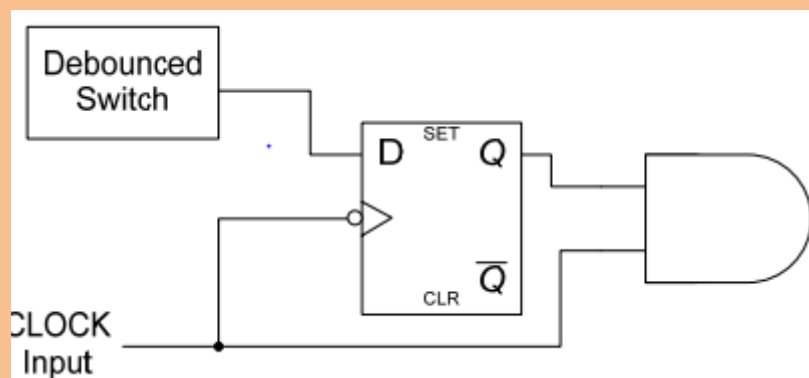 Debounced
Switch
SET
D
Q
Q
CLR
CLOCK
Input